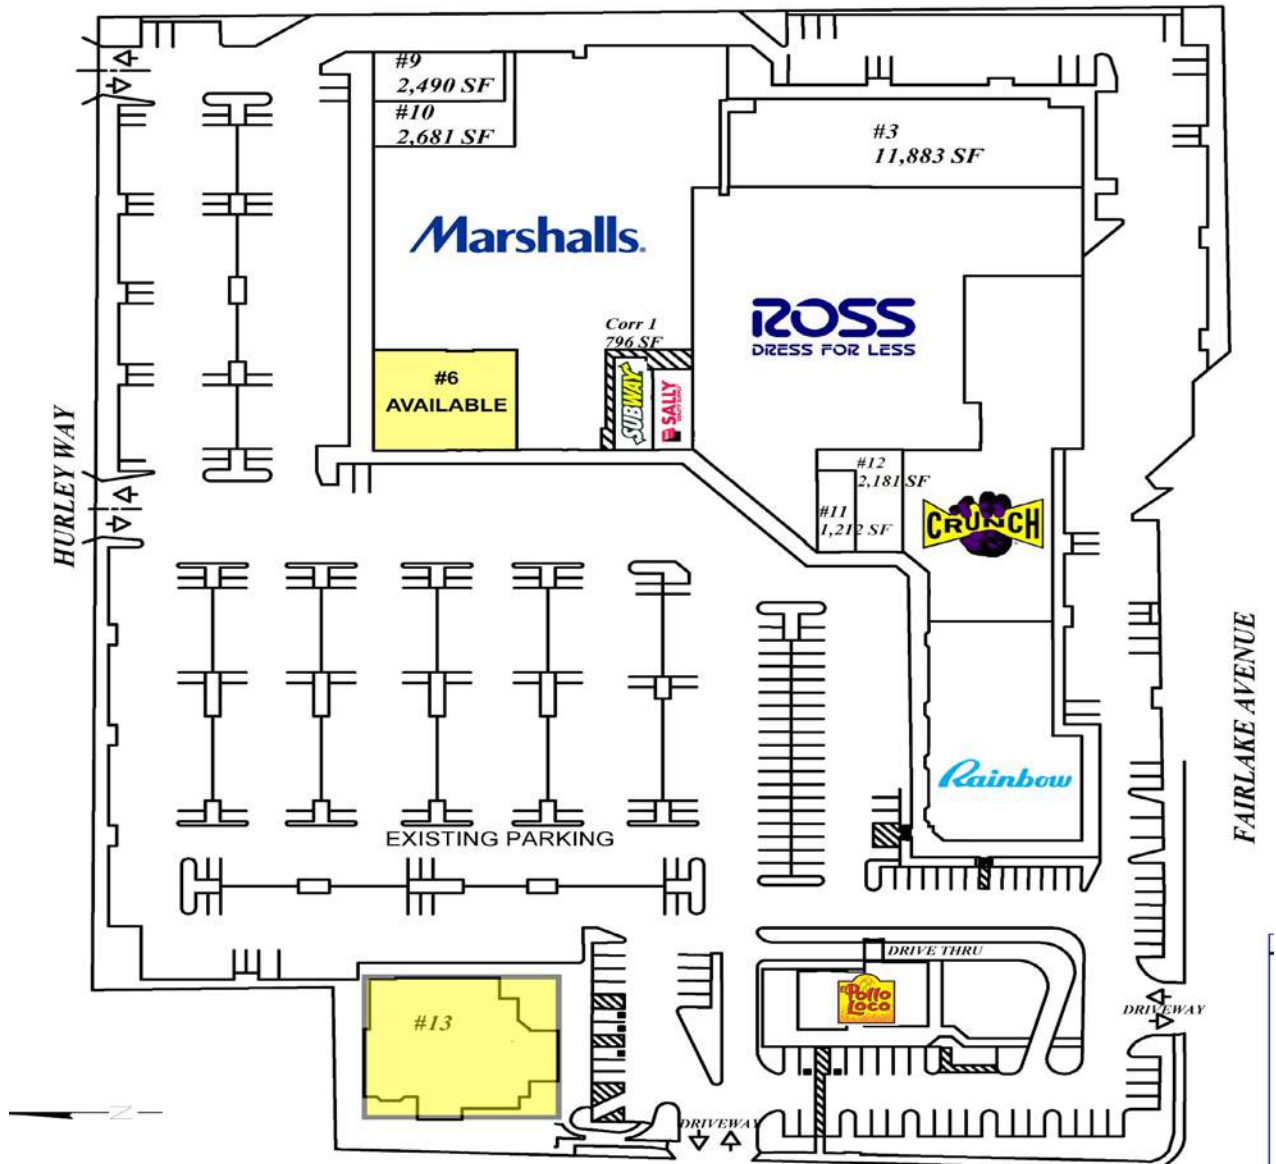 #9
2,490 SF
#10
2,681 SF
#3
11,883 SF
Marshalls.
ROSS
DRESS FOR LESS
Corr 1
796 SF
#6
AVAILABLE
SUBWAY
SALLY
#12
2,181 SF
#11
1,212 SF
CRUNCH
HURLEY WAY
FAIRLAKE AVENUE
Rainbow
EXISTING PARKING
DRIVE THRU
El Pollo
Loco
#13
DRIVEWAY
N
DRIVEWAY